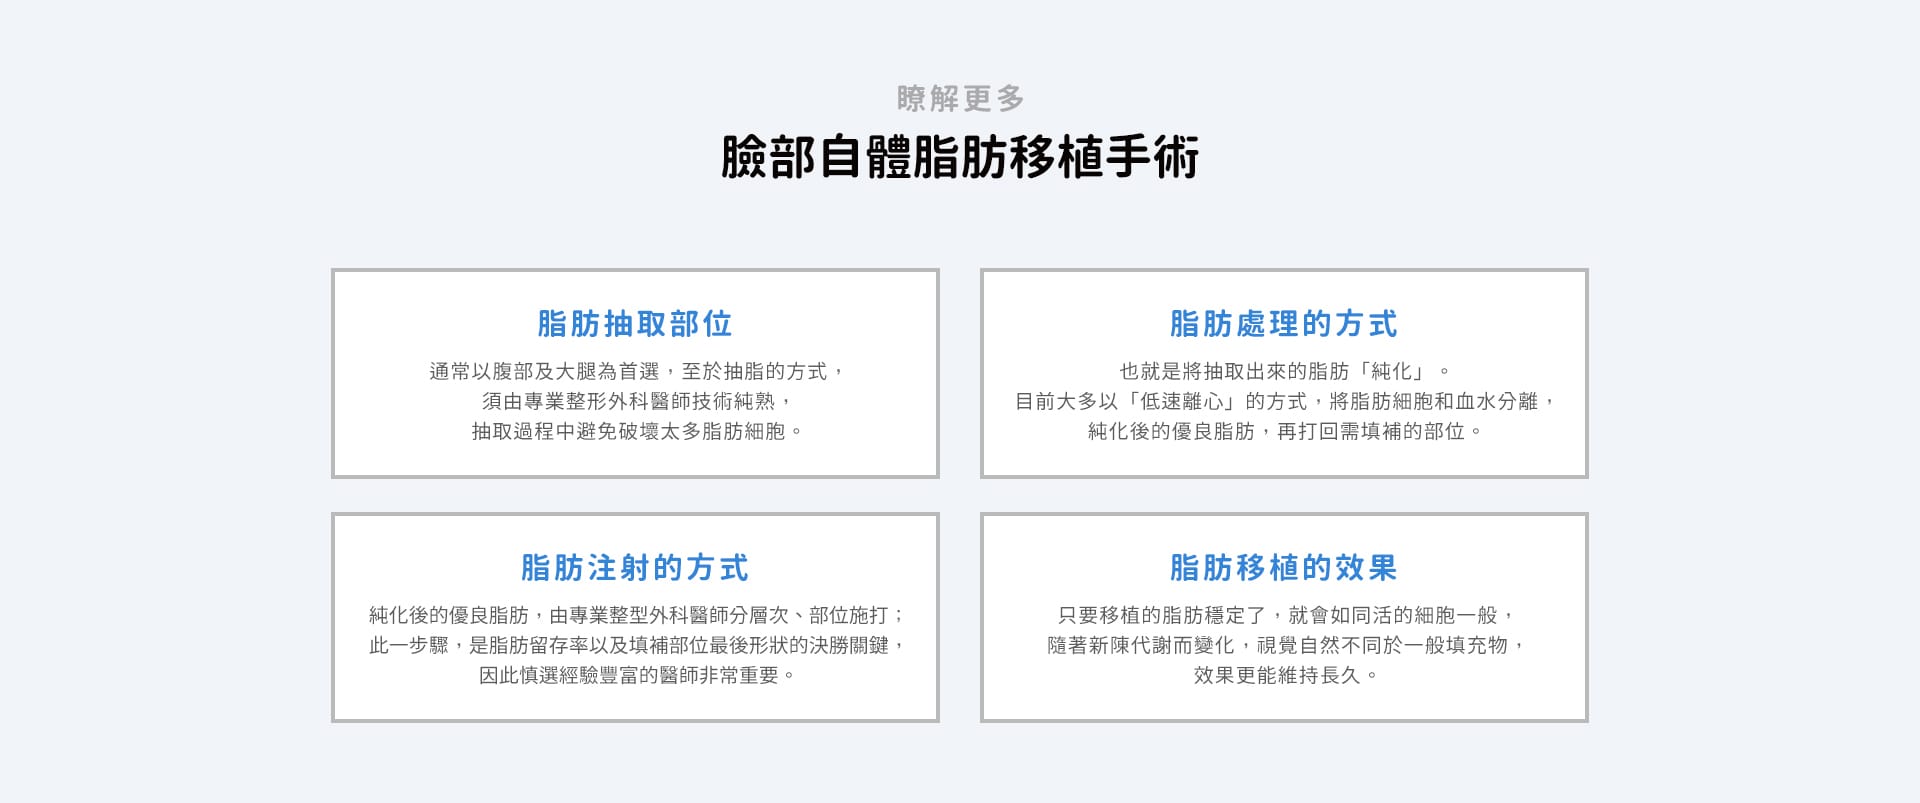 瞭解更多
臉部自體脂肪移植手術
脂肪抽取部位
通常以腹部及大腿為首選，至於抽脂的方式，
須由專業整形外科醫師技術純熟，
抽取過程中避免破壞太多脂肪細胞。
脂肪處理的方式
也就是將抽取出來的脂肪「純化」。
目前大多以「低速離心」的方式，將脂肪細胞和血水分離，
純化後的優良脂肪，再打回需填補的部位。
脂肪注射的方式
純化後的優良脂肪，由專業整型外科醫師分層次、部位施打；
此一步驟，是脂肪留存率以及填補部位最後形狀的決勝關鍵，
因此慎選經驗豐富的醫師非常重要。
脂肪移植的效果
只要移植的脂肪穩定了，就會如同活的細胞一般，
隨著新陳代謝而變化，視覺自然不同於一般填充物，
效果更能維持長久。